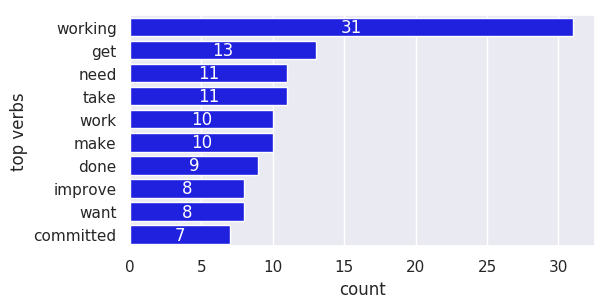 working 31
get 13
need 11
take 11
work 10
make 10
done 9
improve 8
want 8
committed 7
top verbs
0 5 10 15 20 25 30
count